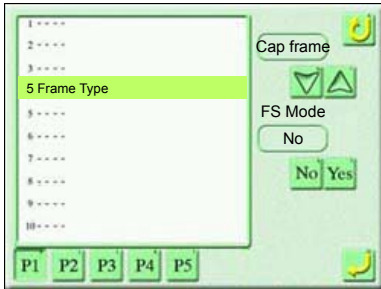 1 ----
2 ----
3 ----
5 Frame Type
5 ----
6 ----
7 ----
8 ----
9 ----
10 ----
Cap frame
FS Mode
No
No Yes
P1 P2 P3 P4 P5